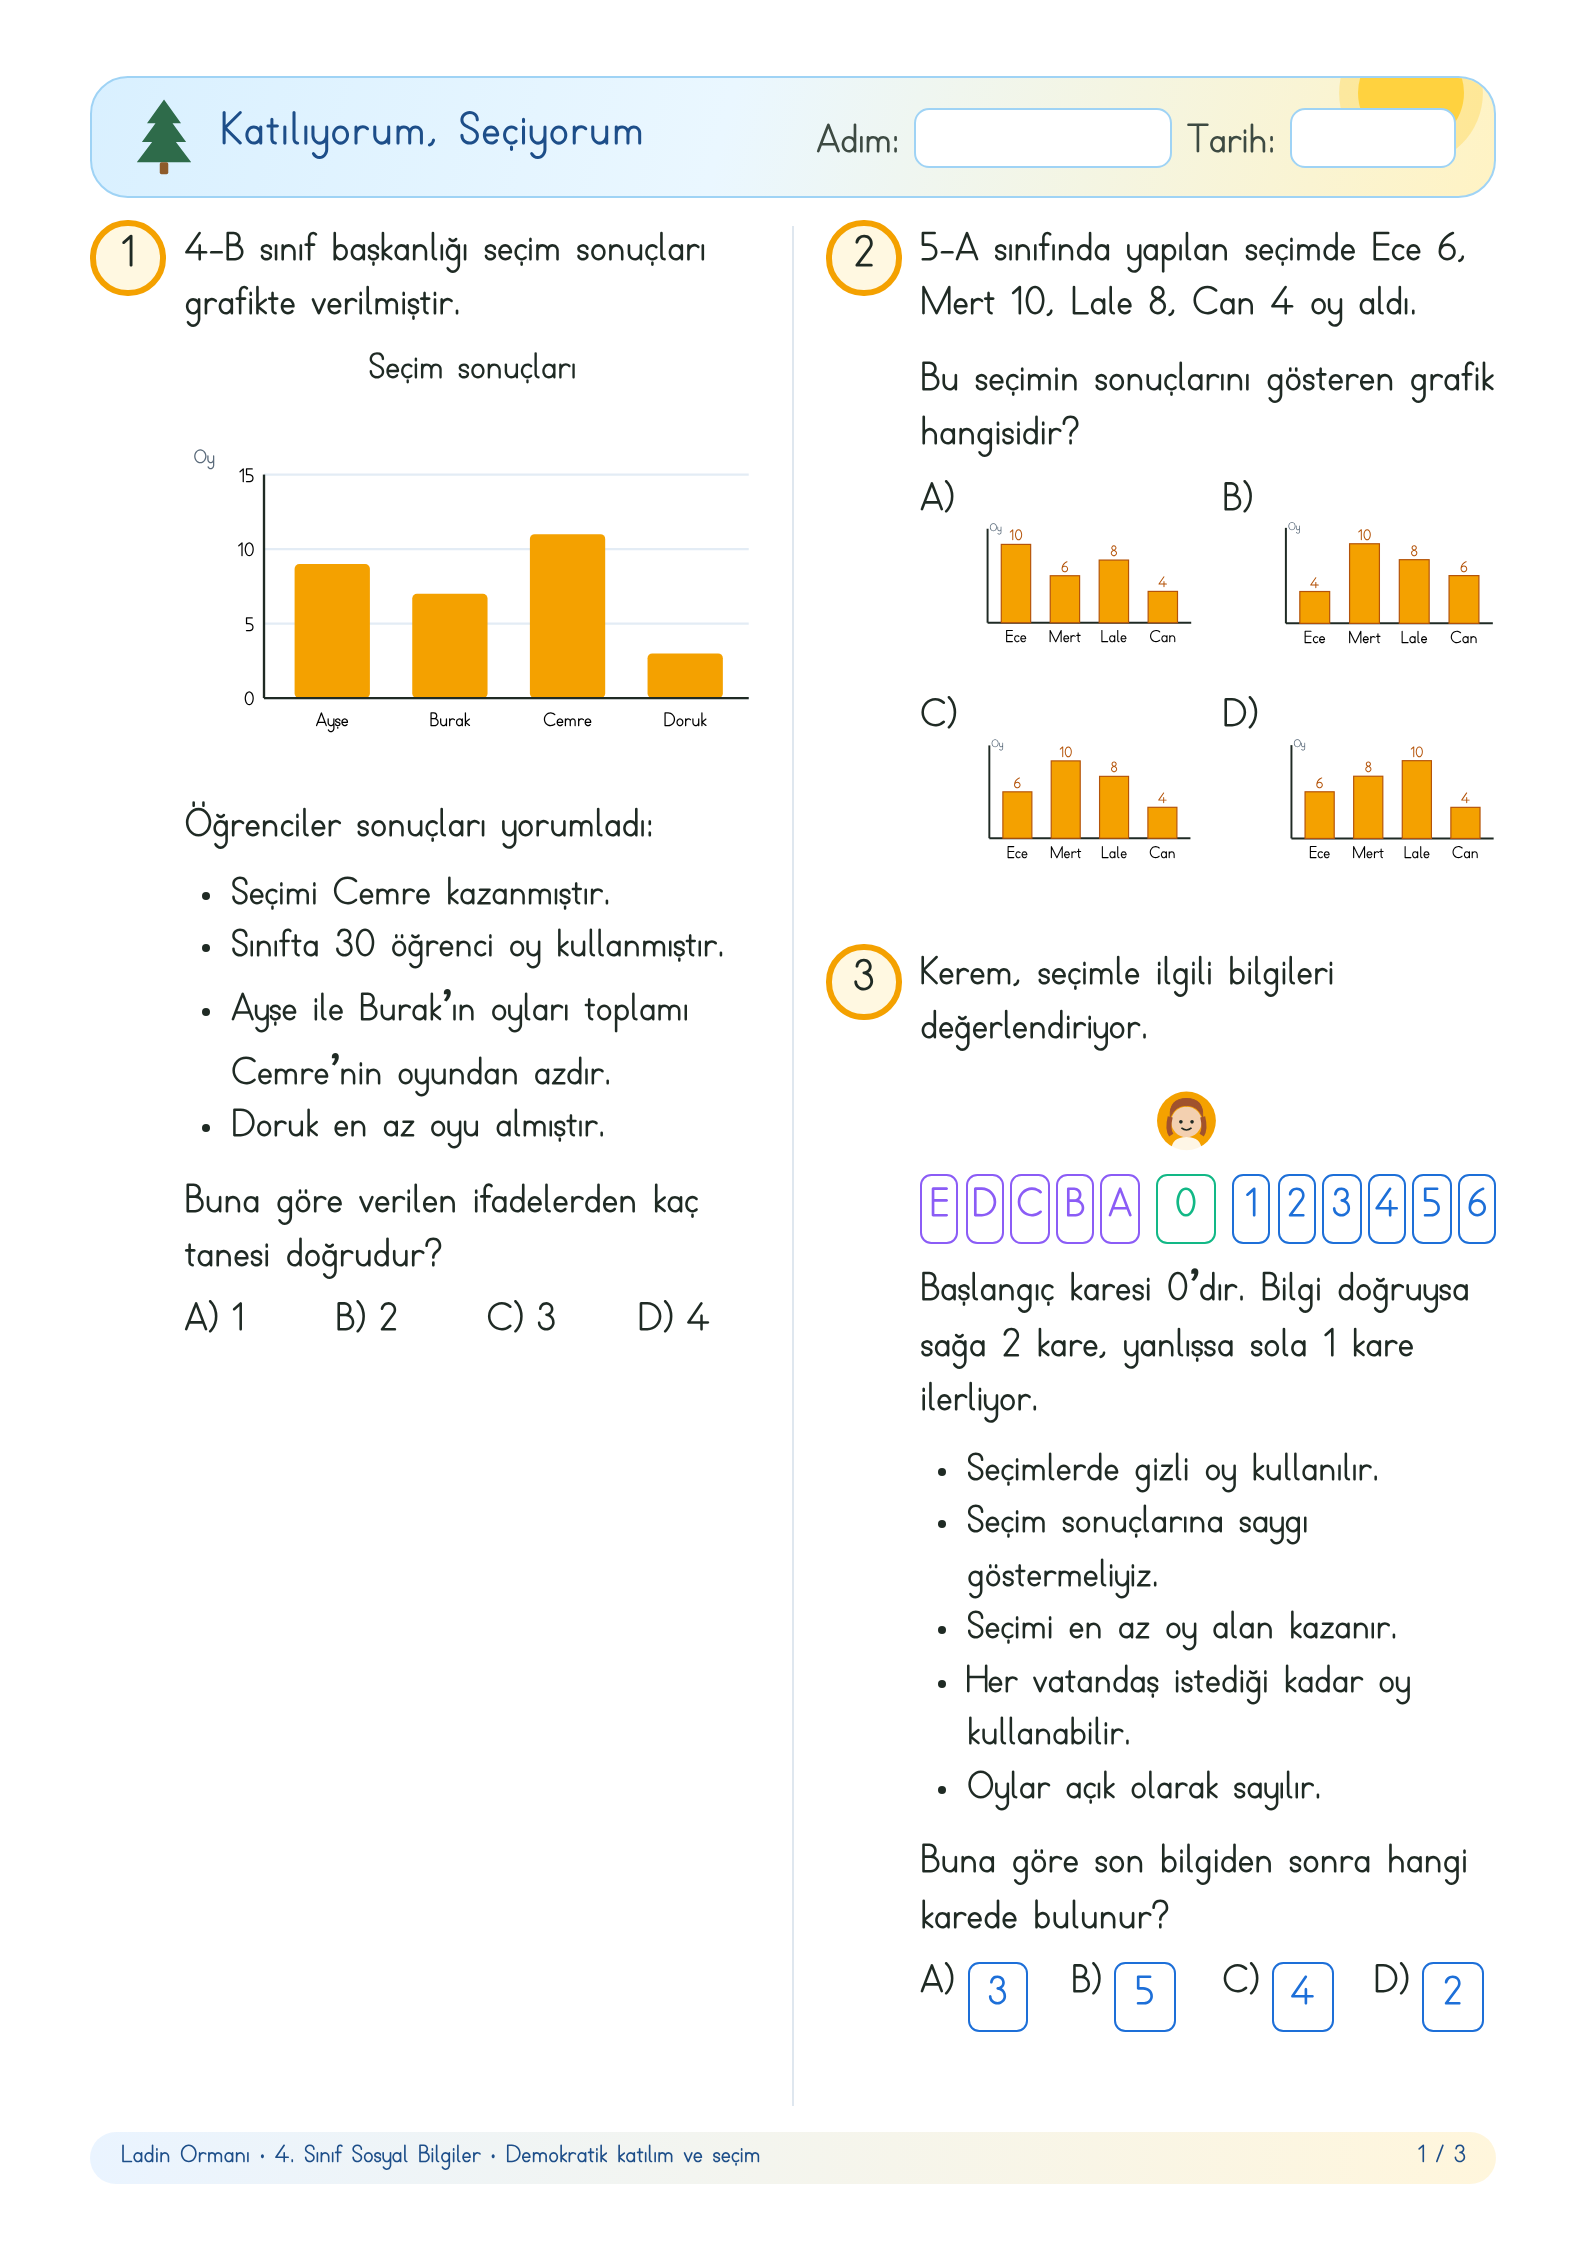 Katılıyorum, Seçiyorum
Adım:
Tarih:
1
4-B sınıf başkanlığı seçim sonuçları
grafikte verilmiştir.
Seçim sonuçları
Oy
15
10
5
0
Ayşe Burak Cemre Doruk
Öğrenciler sonuçları yorumladı:
• Seçimi Cemre kazanmıştır.
• Sınıfta 30 öğrenci oy kullanmıştır.
• Ayşe ile Burak’ın oyları toplamı
Cemre’nin oyundan azdır.
• Doruk en az oyu almıştır.
Buna göre verilen ifadelerden kaç
tanesi doğrudur?
A) 1 B) 2 C) 3 D) 4
2
5-A sınıfında yapılan seçimde Ece 6,
Mert 10, Lale 8, Can 4 oy aldı.
Bu seçimin sonuçlarını gösteren grafik
hangisidir?
A)
Oy
10 6 8 4
Ece Mert Lale Can
B)
Oy
4 10 8 6
Ece Mert Lale Can
C)
Oy
6 10 8 4
Ece Mert Lale Can
D)
Oy
6 8 10 4
Ece Mert Lale Can
3
Kerem, seçimle ilgili bilgileri
değerlendiriyor.
E D C B A 0 1 2 3 4 5 6
Başlangıç karesi 0’dır. Bilgi doğruysa
sağa 2 kare, yanlışsa sola 1 kare
ilerliyor.
• Seçimlerde gizli oy kullanılır.
• Seçim sonuçlarına saygı
göstermeliyiz.
• Seçimi en az oy alan kazanır.
• Her vatandaş istediği kadar oy
kullanabilir.
• Oylar açık olarak sayılır.
Buna göre son bilgiden sonra hangi
karede bulunur?
A) 3 B) 5 C) 4 D) 2
Ladin Ormanı • 4. Sınıf Sosyal Bilgiler • Demokratik katılım ve seçim
1 / 3